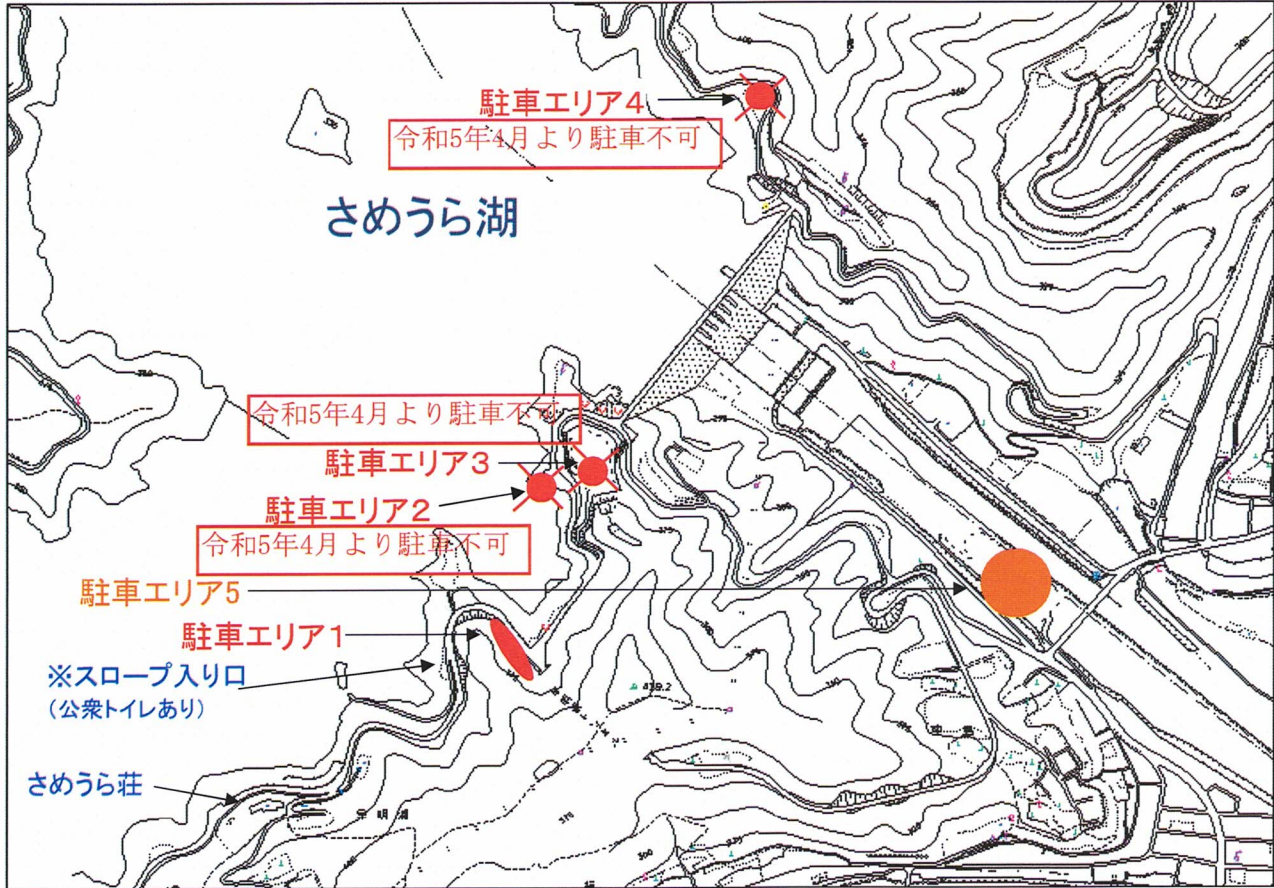 駐車エリア4
令和5年4月より駐車不可
さめうら湖
令和5年4月より駐車不可
駐車エリア3
駐車エリア2
令和5年4月より駐車不可
駐車エリア5
駐車エリア1
※スロープ入り口
(公衆トイレあり)
439.2
さめうら荘